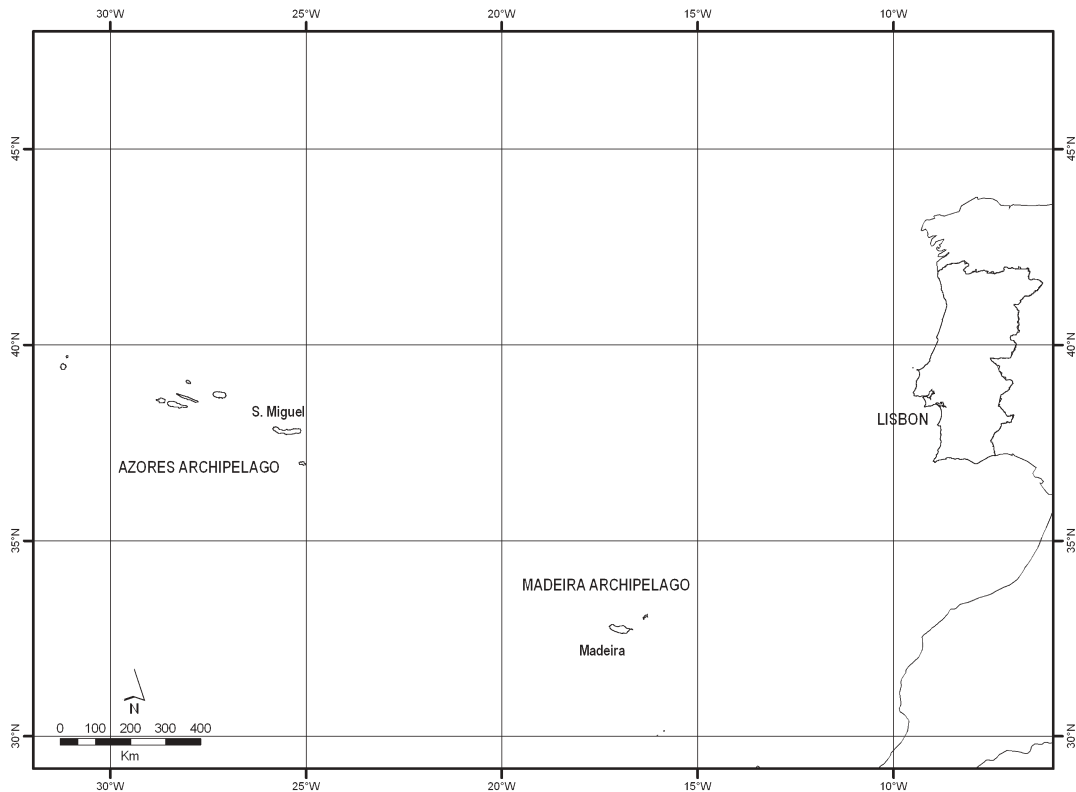 30°W 25°W 20°W 15°W 10°W
45°N 45°N
40°N 40°N
S. Miguel
LISBON
AZORES ARCHIPELAGO
35°N 35°N
MADEIRA ARCHIPELAGO
Madeira
N
0 100 200 300 400
Km
30°N 30°N
30°W 25°W 20°W 15°W 10°W